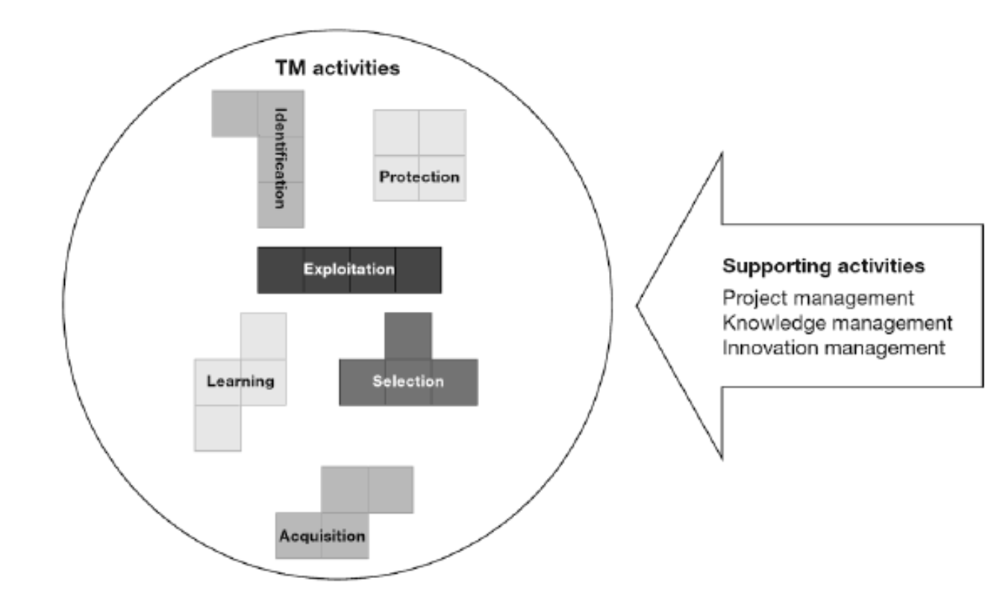 TM activities
Identification
Protection
Exploitation
Learning
Selection
Acquisition
Supporting activities
Project management
Knowledge management
Innovation management